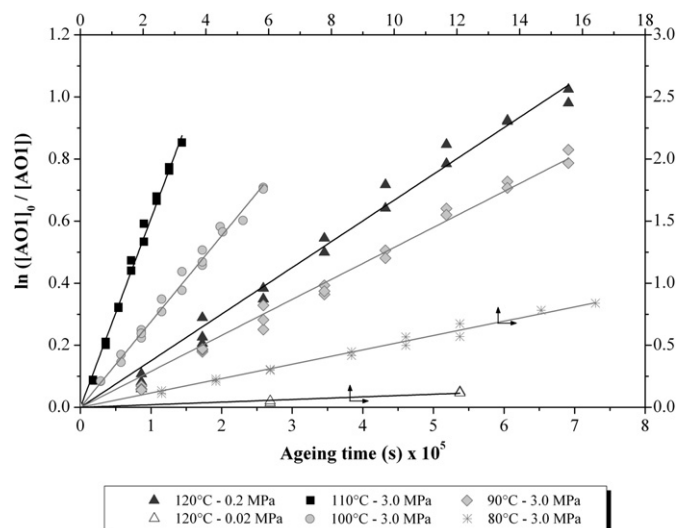 0 2 4 6 8 10 12 14 16 18
1.2 3.0
1.0 2.5
0.8 2.0
0.6 1.5
0.4 1.0
0.2 0.5
0.0 0.0
ln ([AO1]0 / [AO1])
0 1 2 3 4 5 6 7 8
Ageing time (s) x 10⁵
120°C - 0.2 MPa 110°C - 3.0 MPa 90°C - 3.0 MPa
120°C - 0.02 MPa 100°C - 3.0 MPa 80°C - 3.0 MPa